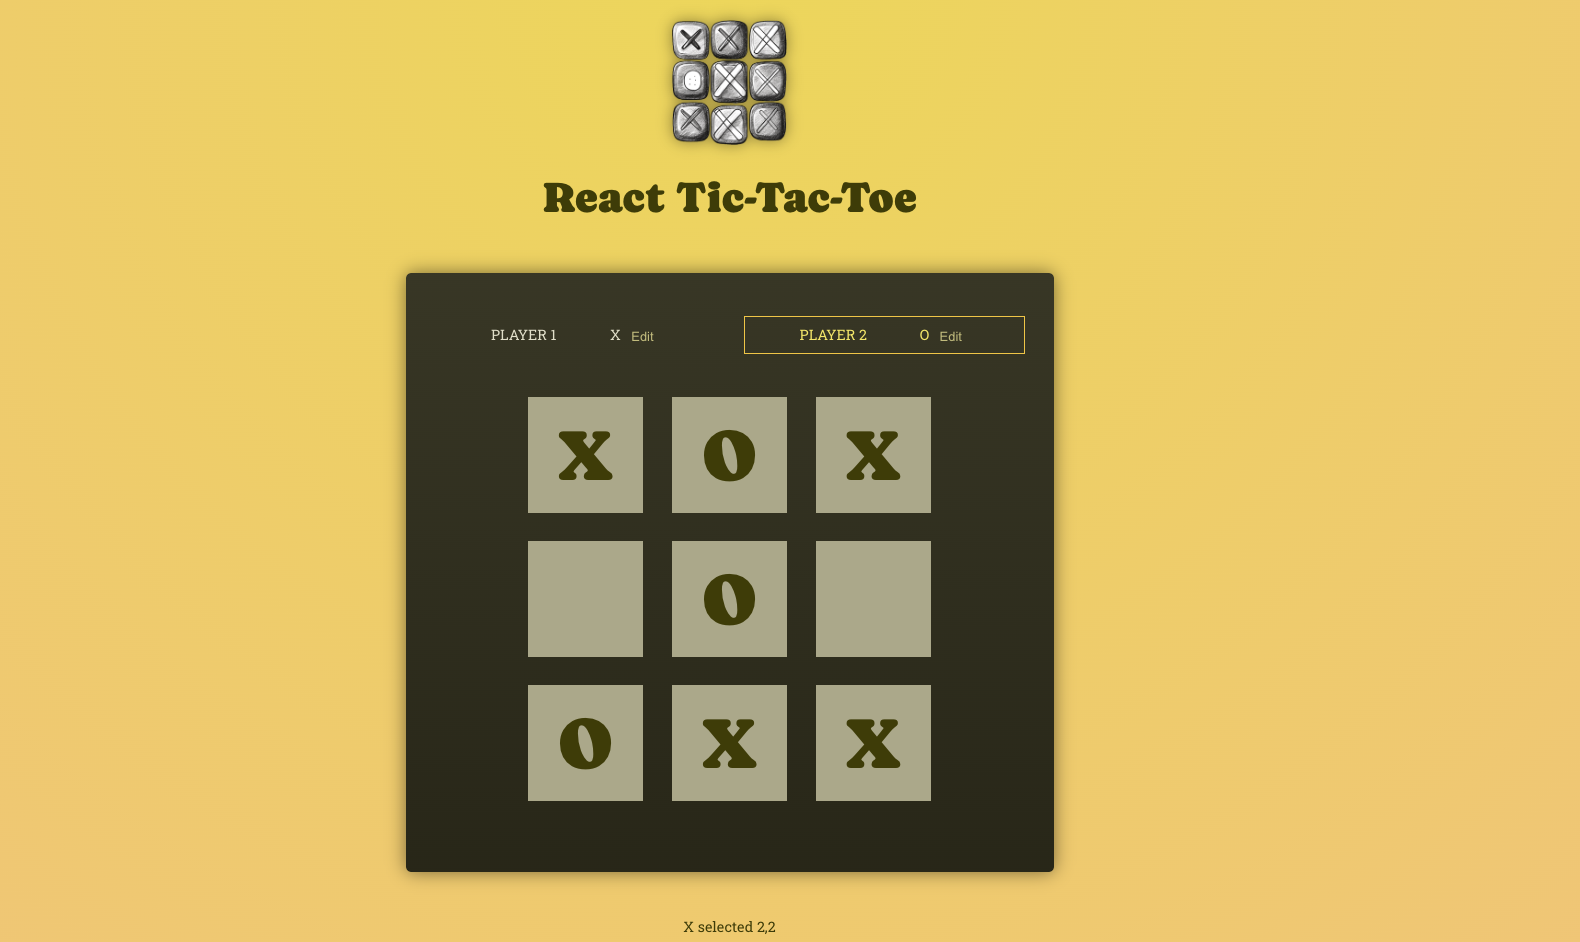 React Tic-Tac-Toe
PLAYER 1 X Edit PLAYER 2 O Edit
X O X
O
O X X
X selected 2,2